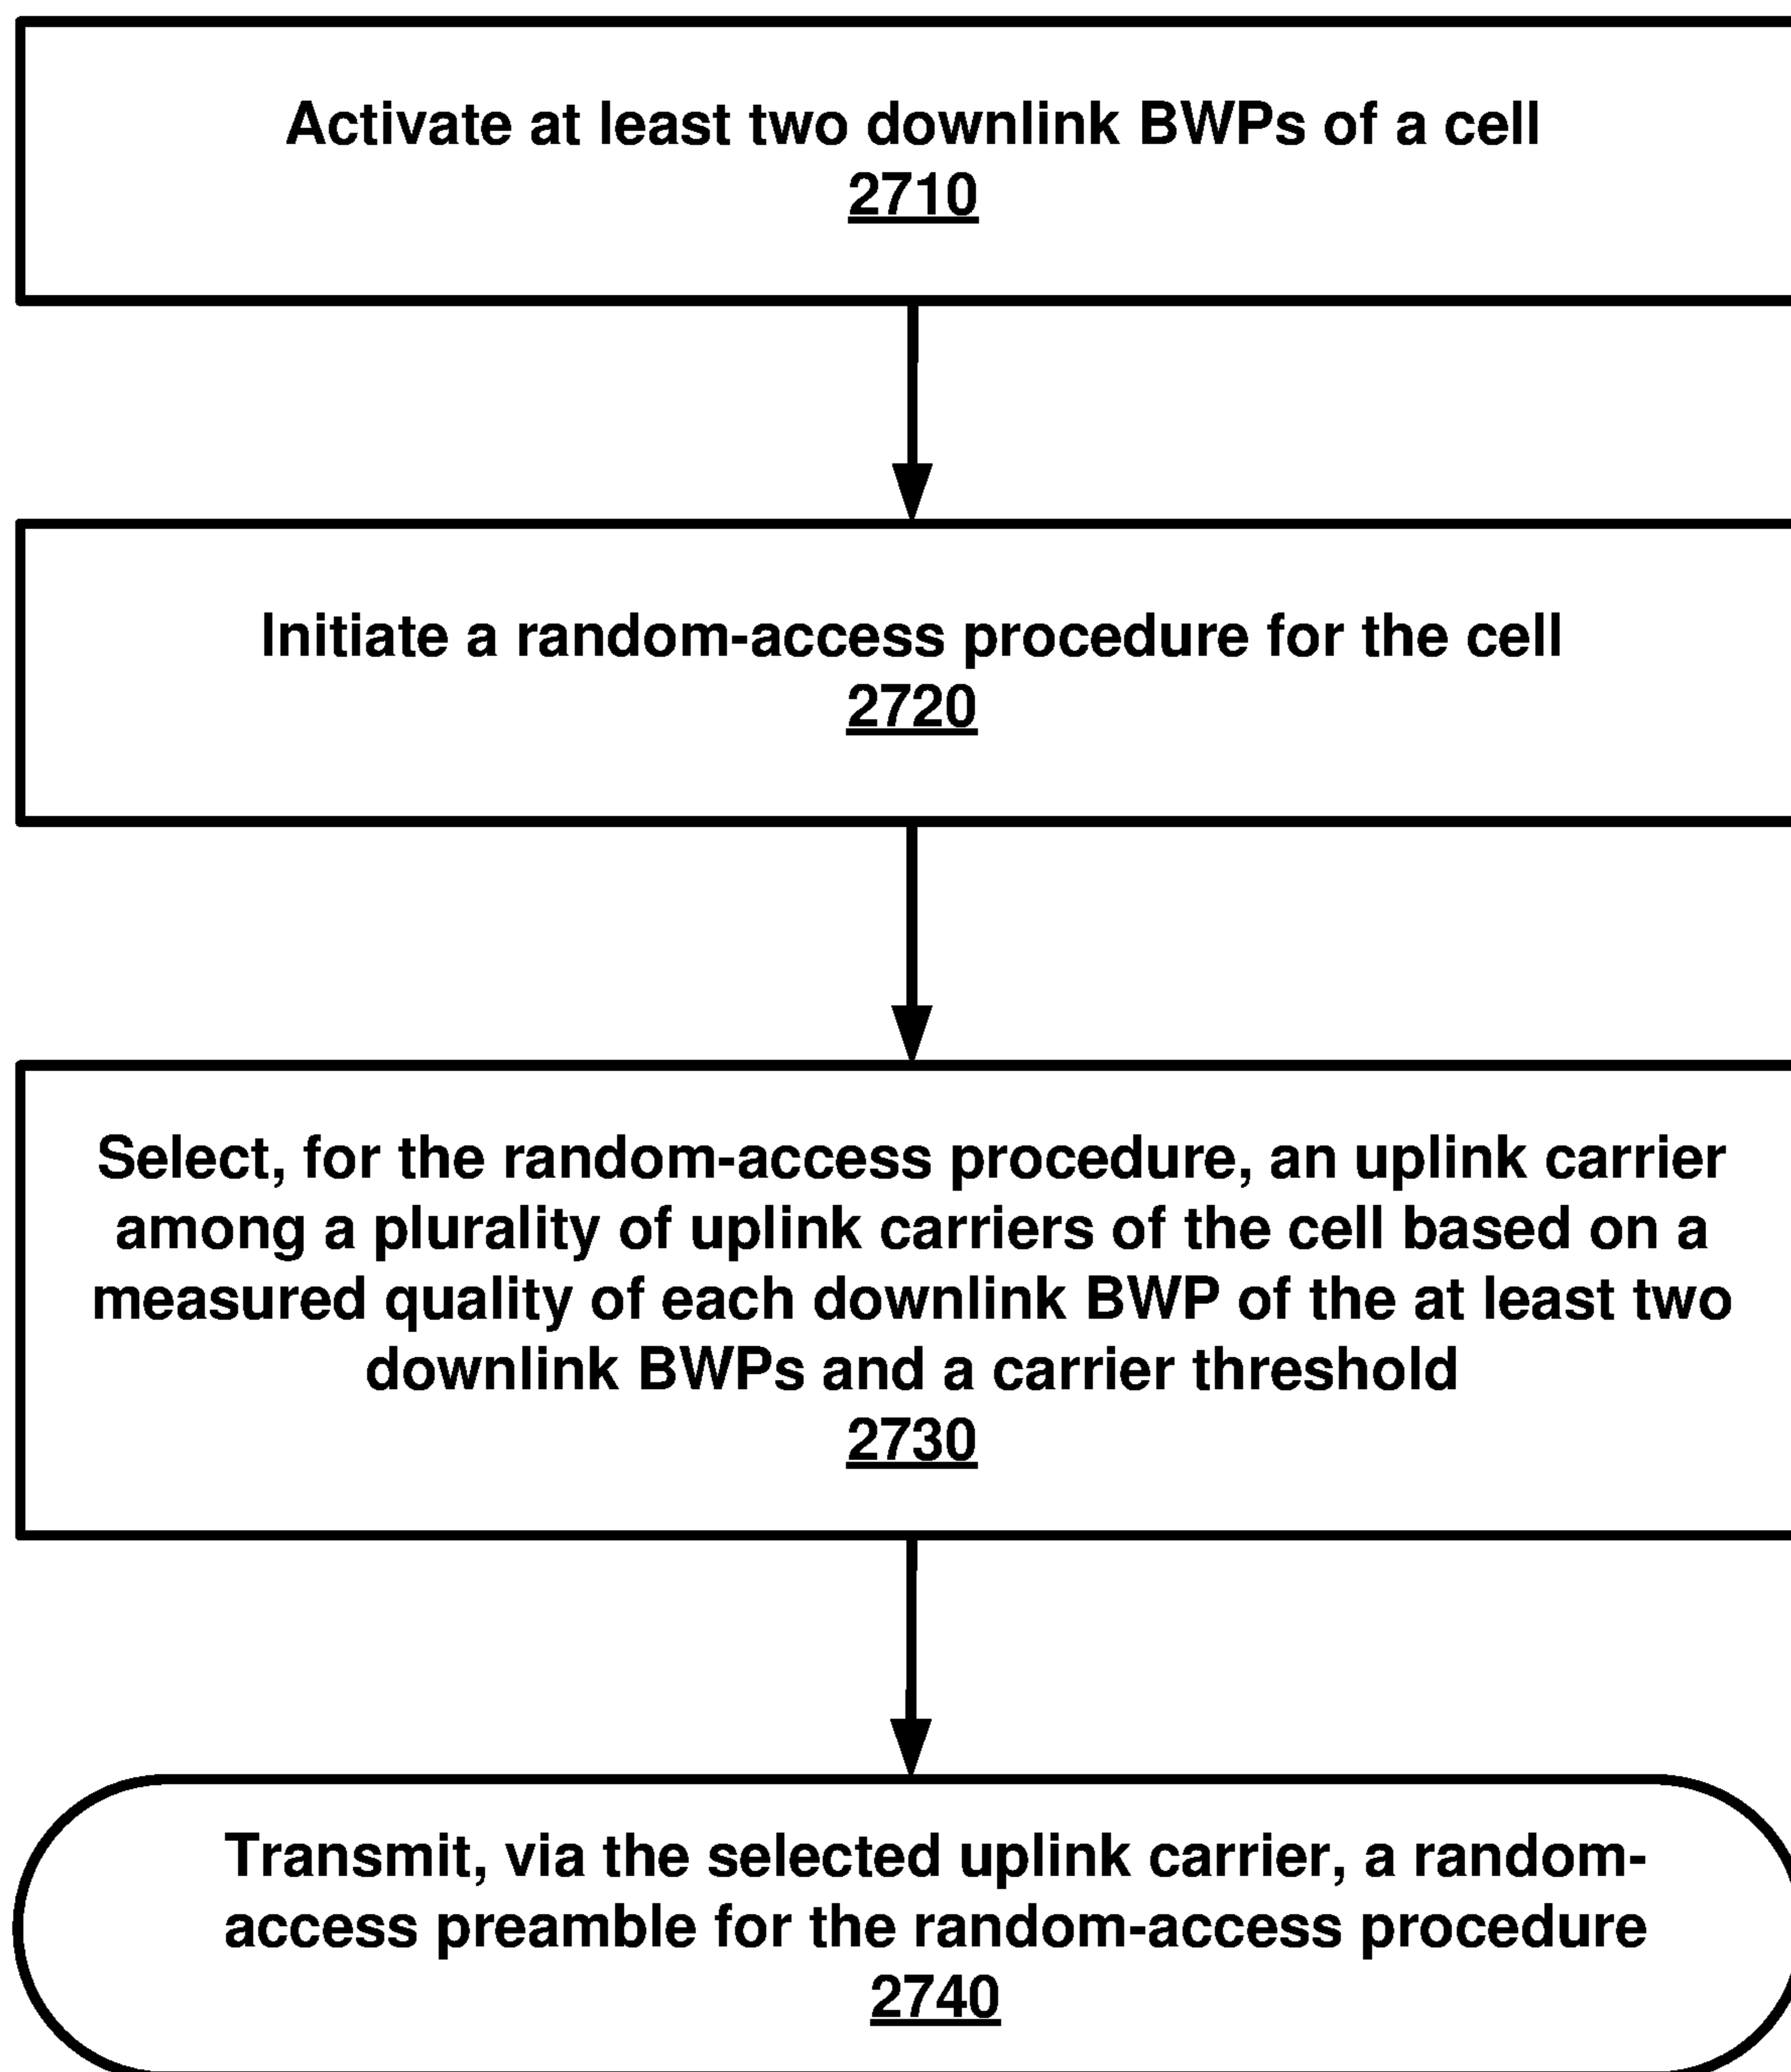 Activate at least two downlink BWPs of a cell
2710
Initiate a random-access procedure for the cell
2720
Select, for the random-access procedure, an uplink carrier
among a plurality of uplink carriers of the cell based on a
measured quality of each downlink BWP of the at least two
downlink BWPs and a carrier threshold
2730
Transmit, via the selected uplink carrier, a random-
access preamble for the random-access procedure
2740